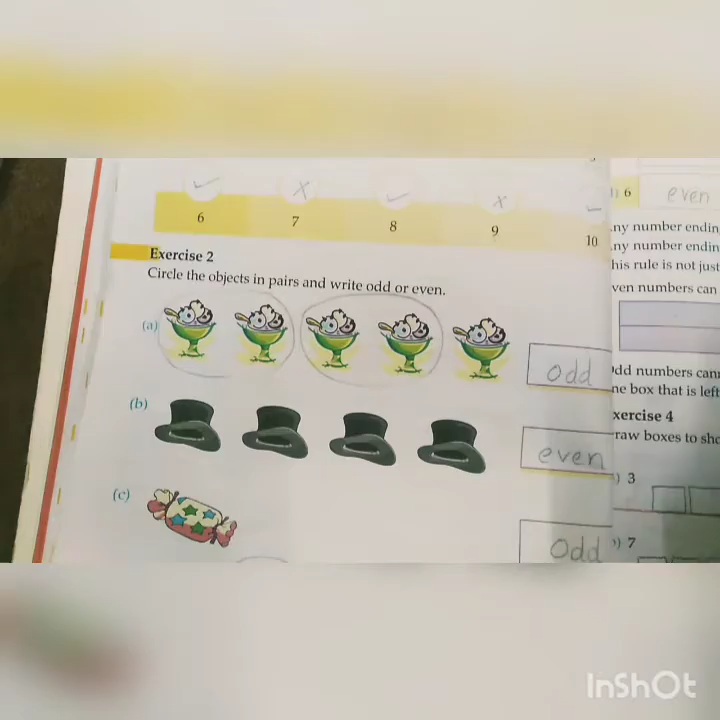 6 7 8 9 10
Exercise 2
Circle the objects in pairs and write odd or even.
(a)
odd
(b)
even
(c)
odd
6 even
ny number endin
ny number endin
his rule is not just
ven numbers can
dd numbers can
ne box that is left
xercise 4
raw boxes to sho
) 3
) 7
InShOt